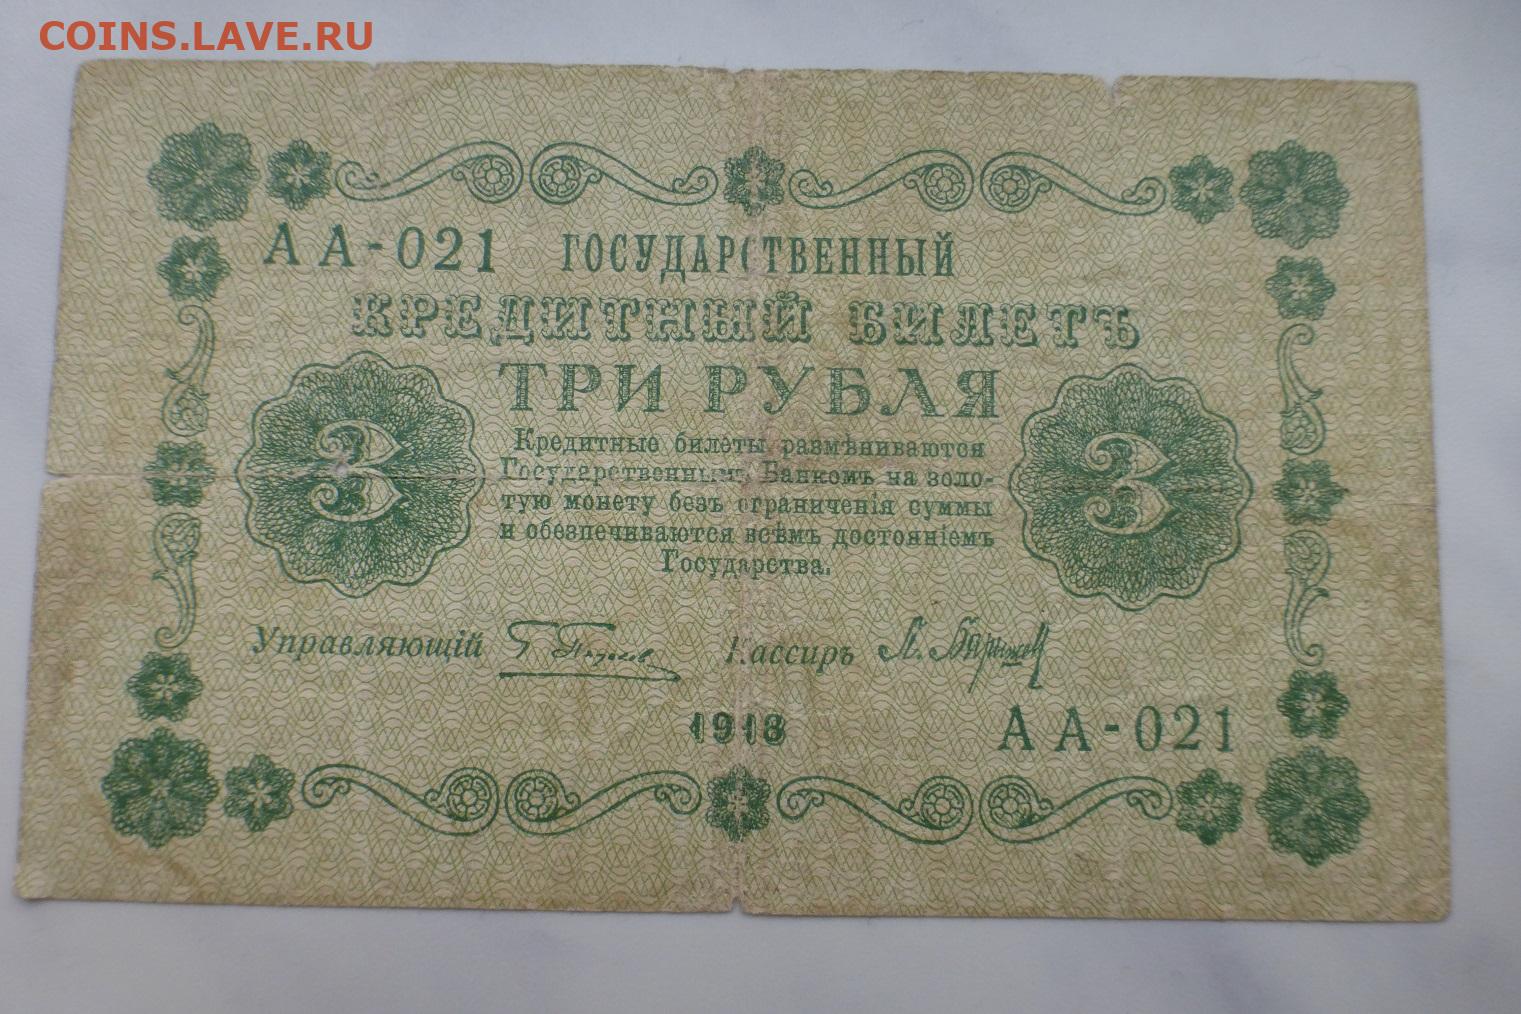 COINS.LAVE.RU
АА-021 ГОСУДАРСТВЕННЫЙ
КРЕДИТНЫЙ БИЛЕТЪ
ТРИ РУБЛЯ
3 3
Кредитные билеты размѣниваются
Государственнымъ Банкомъ на золо-
тую монету безъ ограниченія суммы
и обезпечиваются всѣмъ достояніемъ
Государства.
Управляющій Г. Пятаков Кассиръ
1918 АА-021